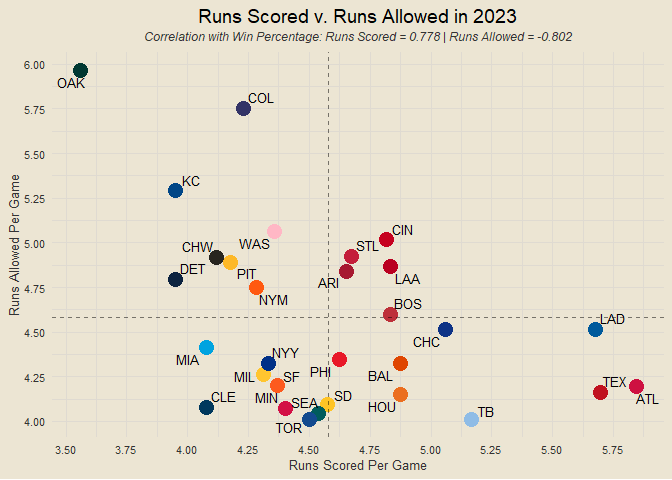 Runs Scored v. Runs Allowed in 2023
Correlation with Win Percentage: Runs Scored = 0.778 | Runs Allowed = -0.802
Runs Allowed Per Game
6.00
5.75
5.50
5.25
5.00
4.75
4.50
4.25
4.00
OAK
COL
KC
CIN
WAS
STL
CHW
DET
PIT
ARI
LAA
NYM
BOS
LAD
CHC
MIA
NYY
PHI
MIL
SF
BAL
TEX
ATL
CLE
MIN
SEA
SD
HOU
TB
TOR
3.50 3.75 4.00 4.25 4.50 4.75 5.00 5.25 5.50 5.75
Runs Scored Per Game